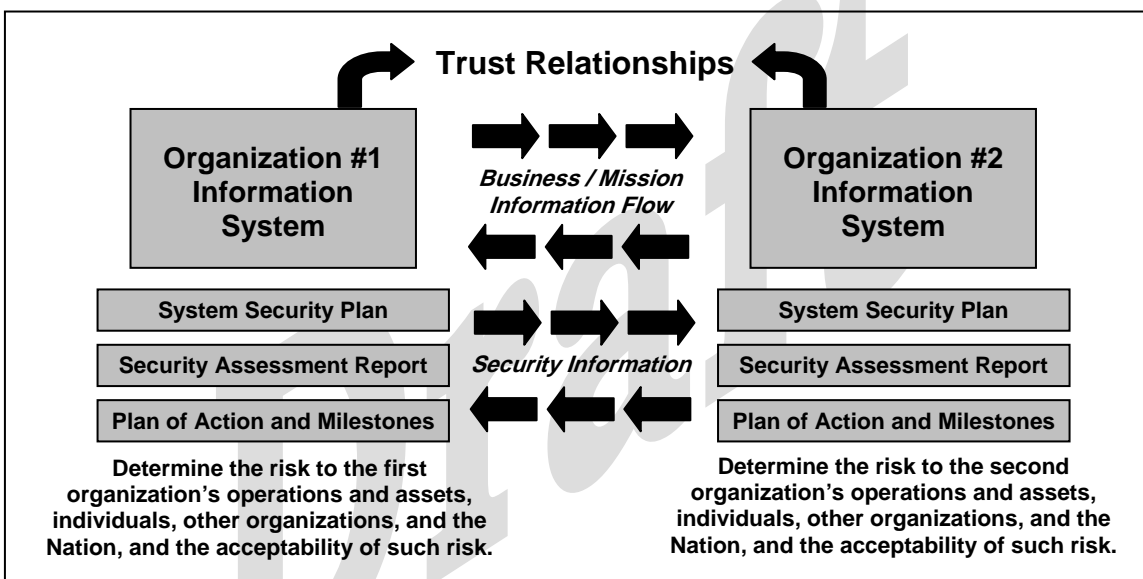 Trust Relationships
Organization #1
Information
System
Business / Mission
Information Flow
Organization #2
Information
System
System Security Plan
Security Assessment Report
Plan of Action and Milestones
Security Information
System Security Plan
Security Assessment Report
Plan of Action and Milestones
Determine the risk to the first
organization’s operations and assets,
individuals, other organizations, and the
Nation, and the acceptability of such risk.
Determine the risk to the second
organization’s operations and assets,
individuals, other organizations, and the
Nation, and the acceptability of such risk.
Draft